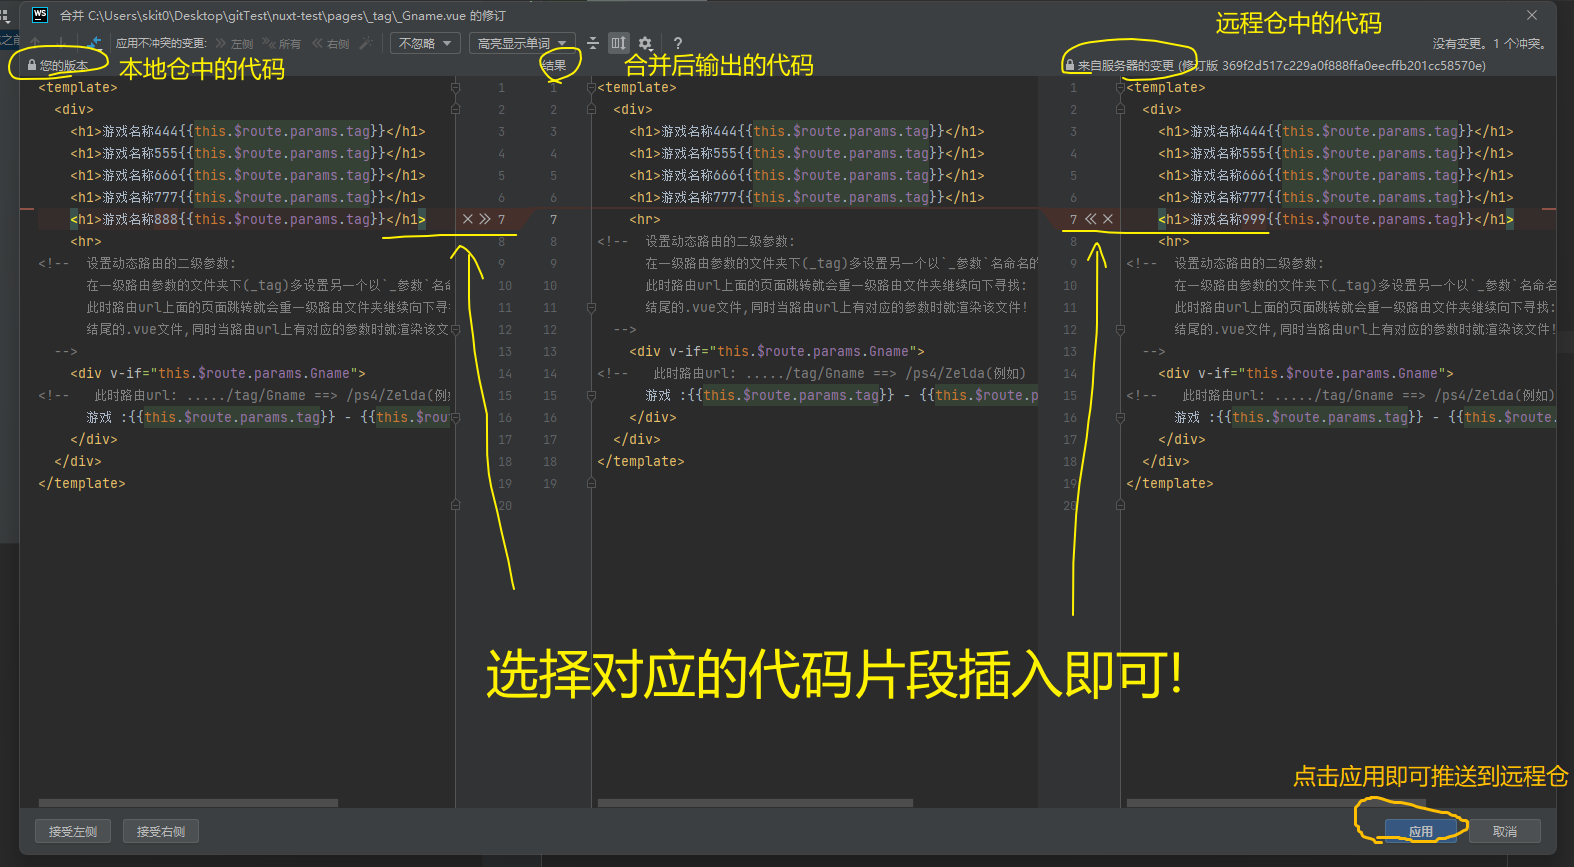 WS 合并 C:\Users\skit0\Desktop\gitTest\nuxt-test\pages\_tag\_Gname.vue 的修订
远程仓中的代码
应用不冲突的变更: 左侧 所有 右侧 不忽略 高亮显示单词 ? 没有变更。1 个冲突。
您的版本 本地仓中的代码 结果 合并后输出的代码 来自服务器的变更 (修订版 369f2d517c229a0f888ffa0eecffb201cc58570e)
<template> 1 1 <template> 1 <template>
<div> 2 2 <div> 2 <div>
<h1>游戏名称444{{this.$route.params.tag}}</h1> 3 3 <h1>游戏名称444{{this.$route.params.tag}}</h1> 3 <h1>游戏名称444{{this.$route.params.tag}}</h1>
<h1>游戏名称555{{this.$route.params.tag}}</h1> 4 4 <h1>游戏名称555{{this.$route.params.tag}}</h1> 4 <h1>游戏名称555{{this.$route.params.tag}}</h1>
<h1>游戏名称666{{this.$route.params.tag}}</h1> 5 5 <h1>游戏名称666{{this.$route.params.tag}}</h1> 5 <h1>游戏名称666{{this.$route.params.tag}}</h1>
<h1>游戏名称777{{this.$route.params.tag}}</h1> 6 6 <h1>游戏名称777{{this.$route.params.tag}}</h1> 6 <h1>游戏名称777{{this.$route.params.tag}}</h1>
<h1>游戏名称888{{this.$route.params.tag}}</h1> 7 7 <hr> 7 <h1>游戏名称999{{this.$route.params.tag}}</h1>
<hr> 8 8 <!-- 设置动态路由的二级参数: 8 <hr>
<!-- 设置动态路由的二级参数: 9 9 在一级路由参数的文件夹下(_tag)多设置另一个以`_参数`名命名的 9 <!-- 设置动态路由的二级参数:
在一级路由参数的文件夹下(_tag)多设置另一个以`_参数`名命 10 10 此时路由url上面的页面跳转就会重一级路由文件夹继续向下寻找: 10 在一级路由参数的文件夹下(_tag)多设置另一个以`_参数`名命名
此时路由url上面的页面跳转就会重一级路由文件夹继续向下寻 11 11 结尾的.vue文件,同时当路由url上有对应的参数时就渲染该文件! 11 此时路由url上面的页面跳转就会重一级路由文件夹继续向下寻找:
结尾的.vue文件,同时当路由url上有对应的参数时就渲染该文 12 12 --> 12 结尾的.vue文件,同时当路由url上有对应的参数时就渲染该文件!
--> 13 13 <div v-if="this.$route.params.Gname"> 13 -->
<div v-if="this.$route.params.Gname"> 14 14 <!-- 此时路由url: ...../tag/Gname ==> /ps4/Zelda(例如) 14 <div v-if="this.$route.params.Gname">
<!-- 此时路由url: ...../tag/Gname ==> /ps4/Zelda(例 15 15 游戏 :{{this.$route.params.tag}} - {{this.$route.p 15 <!-- 此时路由url: ...../tag/Gname ==> /ps4/Zelda(例如)
游戏 :{{this.$route.params.tag}} - {{this.$rou 16 16 </div> 16 游戏 :{{this.$route.params.tag}} - {{this.$route.
</div> 17 17 </div> 17 </div>
</div> 18 18 </template> 18 </div>
</template> 19 19 19 </template>
20 20
选择对应的代码片段插入即可!
点击应用即可推送到远程仓
接受左侧 接受右侧 应用 取消